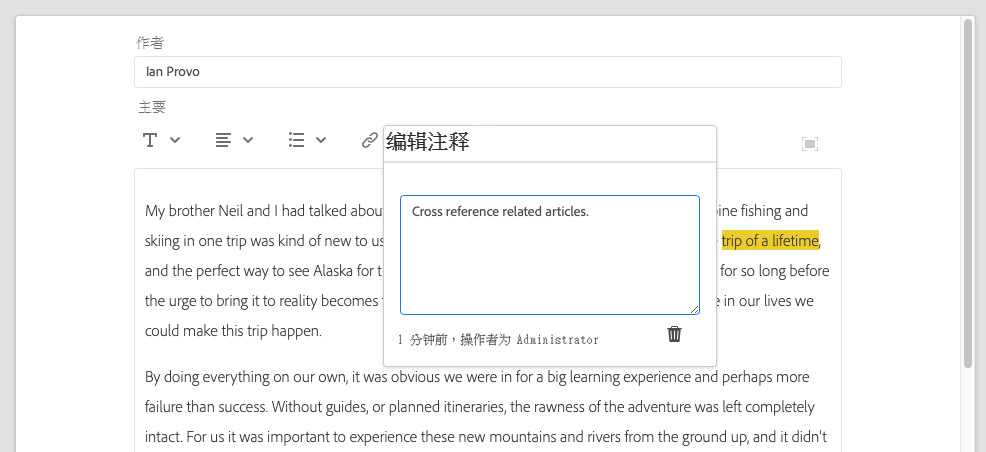 作者
Ian Provo
主要
编辑注释
Cross reference related articles.
1 分钟前，操作者为 Administrator
My brother Neil and I had talked abou ine fishing and
skiing in one trip was kind of new to us trip of a lifetime,
and the perfect way to see Alaska for t for so long before
the urge to bring it to reality becomes in our lives we
could make this trip happen.
By doing everything on our own, it was obvious we were in for a big learning experience and perhaps more
failure than success. Without guides, or planned itineraries, the rawness of the adventure was left completely
intact. For us it was important to experience these new mountains and rivers from the ground up, and it didn't